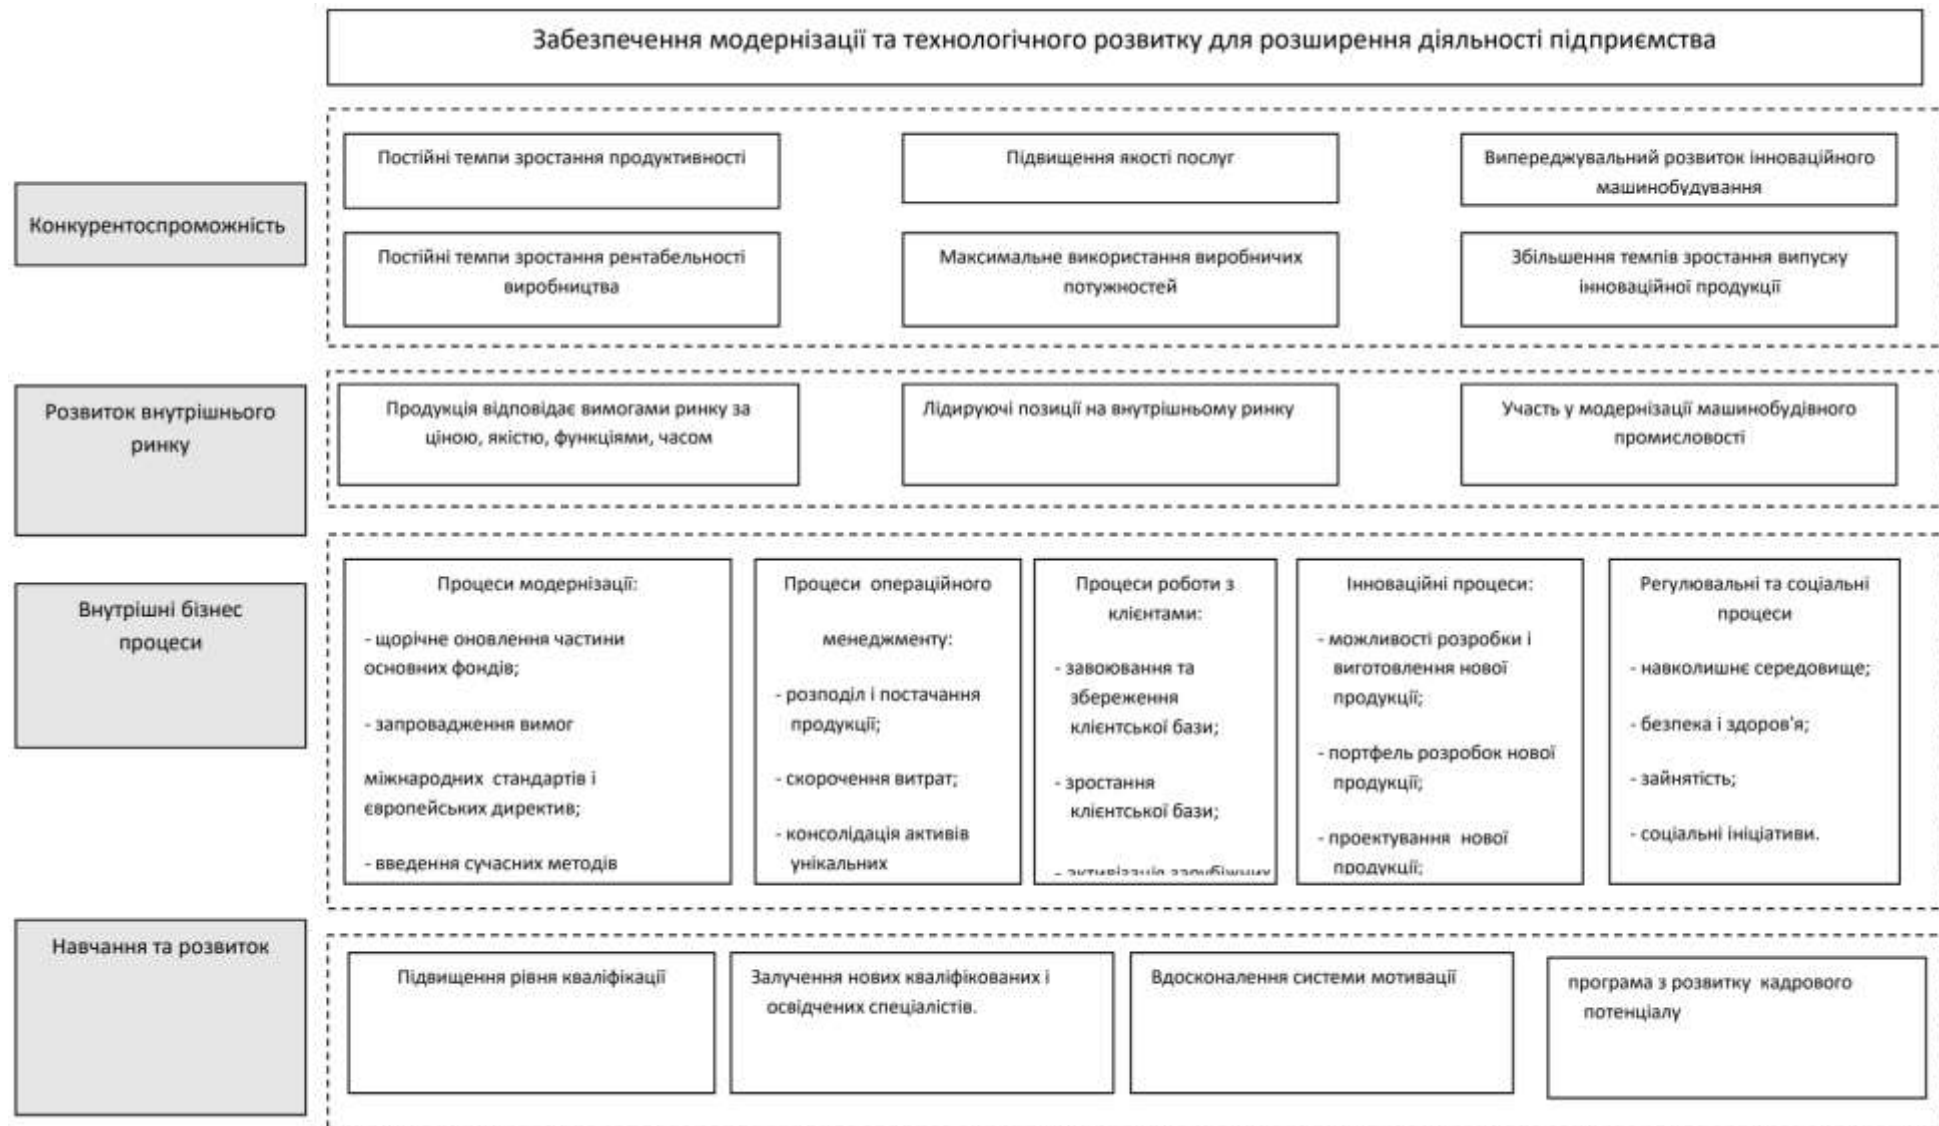 Забезпечення модернізації та технологічного розвитку для розширення діяльності підприємства
Конкурентоспроможність
Постійні темпи зростання продуктивності
Підвищення якості послуг
Випереджувальний розвиток інноваційного
машинобудування
Постійні темпи зростання рентабельності
виробництва
Максимальне використання виробничих
потужностей
Збільшення темпів зростання випуску
інноваційної продукції
Розвиток внутрішнього
ринку
Продукція відповідає вимогами ринку за
ціною, якістю, функціями, часом
Лідируючі позиції на внутрішньому ринку
Участь у модернізації машинобудівного
промисловості
Внутрішні бізнес
процеси
Процеси модернізації:
- щорічне оновлення частини
основних фондів;
- запровадження вимог
міжнародних стандартів і
європейських директив;
- введення сучасних методів
Процеси операційного
менеджменту:
- розподіл і постачання
продукції;
- скорочення витрат;
- консолідація активів
унікальних
Процеси роботи з
клієнтами:
- завоювання та
збереження
клієнтської бази;
- зростання
клієнтської бази;
- активізація зарубіжних
Інноваційні процеси:
- можливості розробки і
виготовлення нової
продукції;
- портфель розробок нової
продукції;
- проектування нової
продукції;
Регулювальні та соціальні
процеси
- навколишнє середовище;
- безпека і здоров'я;
- зайнятість;
- соціальні ініціативи.
Навчання та розвиток
Підвищення рівня кваліфікації
Залучення нових кваліфікованих і
освідчених спеціалістів.
Вдосконалення системи мотивації
програма з розвитку кадрового
потенціалу